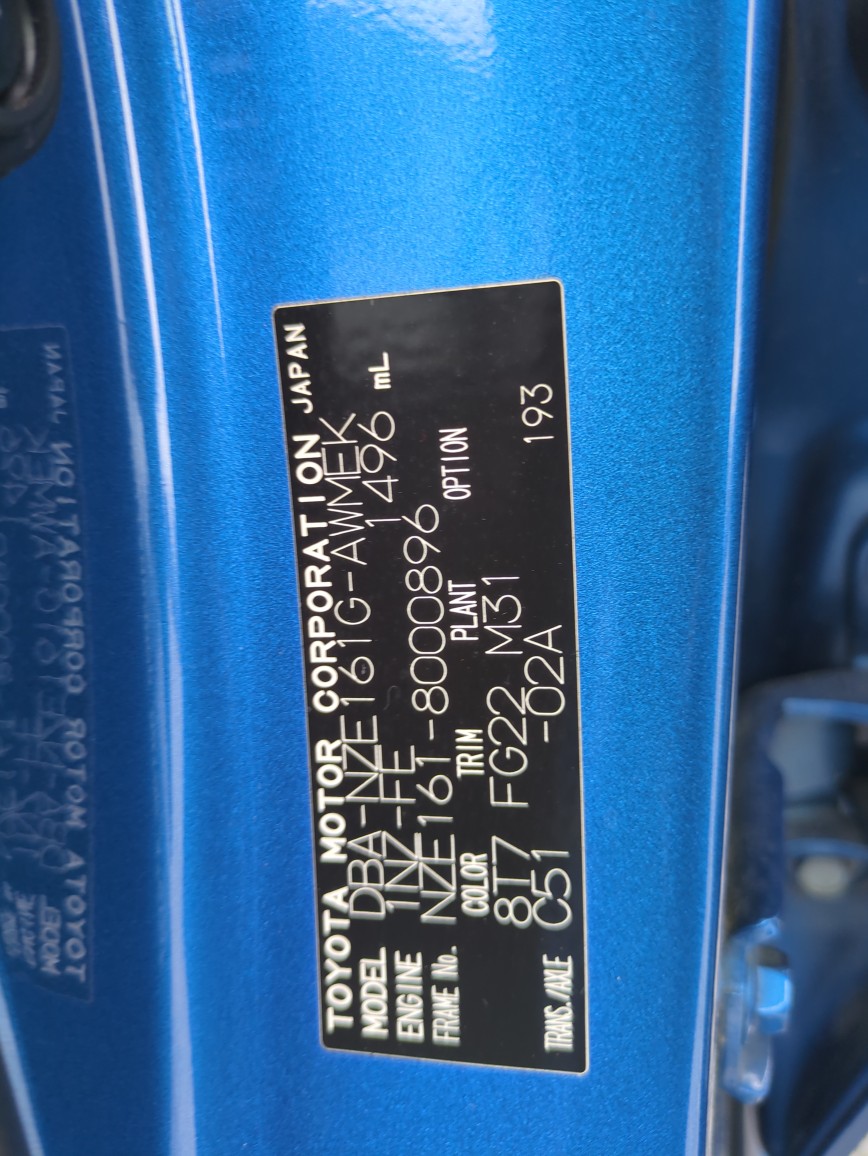 TOYOTA MOTOR CORPORATION JAPAN
MODEL DBA-NZE161G-AWMEK
ENGINE 1NZ-FE 1496 mL
FRAME No. NZE161-8000896
COLOR TRIM PLANT OPTION
8T7 FG22 M31 193
TRANS./AXLE C51 -02A